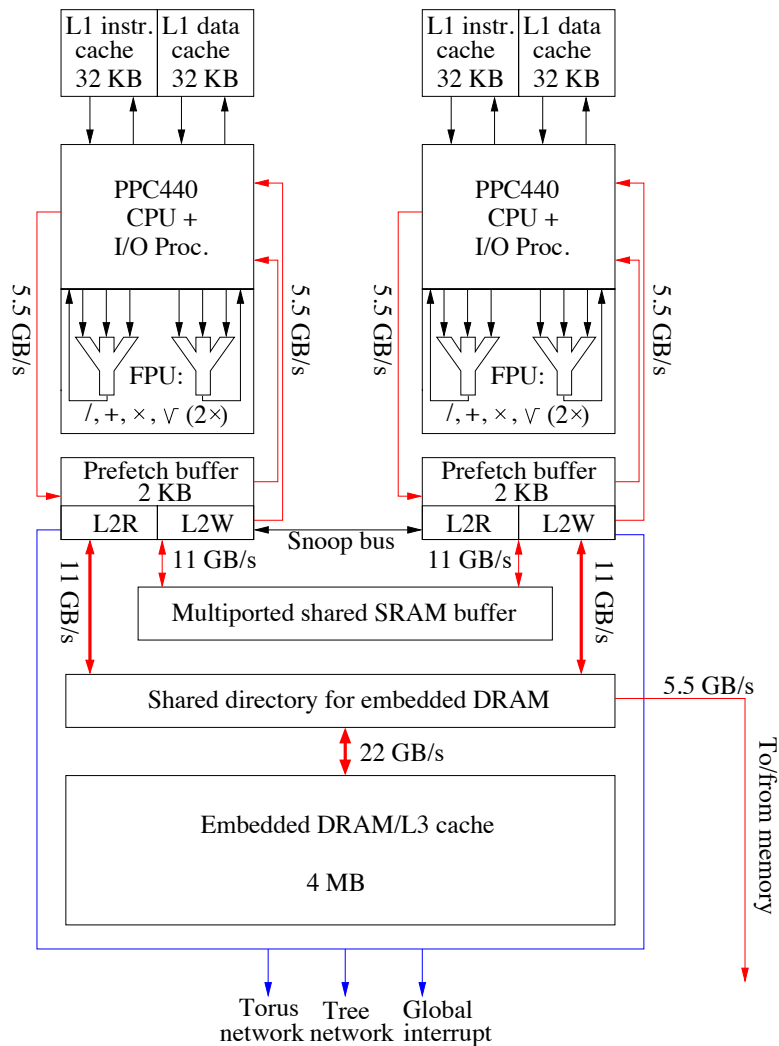 L1 instr.
cache
32 KB
L1 data
cache
32 KB
L1 instr.
cache
32 KB
L1 data
cache
32 KB
PPC440
CPU +
I/O Proc.
PPC440
CPU +
I/O Proc.
5.5 GB/s
5.5 GB/s
5.5 GB/s
5.5 GB/s
FPU:
/, +, ×, √ (2×)
FPU:
/, +, ×, √ (2×)
Prefetch buffer
2 KB
L2R
L2W
Prefetch buffer
2 KB
L2R
L2W
Snoop bus
11 GB/s
11 GB/s
11 GB/s
11 GB/s
Multiported shared SRAM buffer
Shared directory for embedded DRAM
5.5 GB/s
22 GB/s
To/from memory
Embedded DRAM/L3 cache
4 MB
Torus
network
Tree
network
Global
interrupt